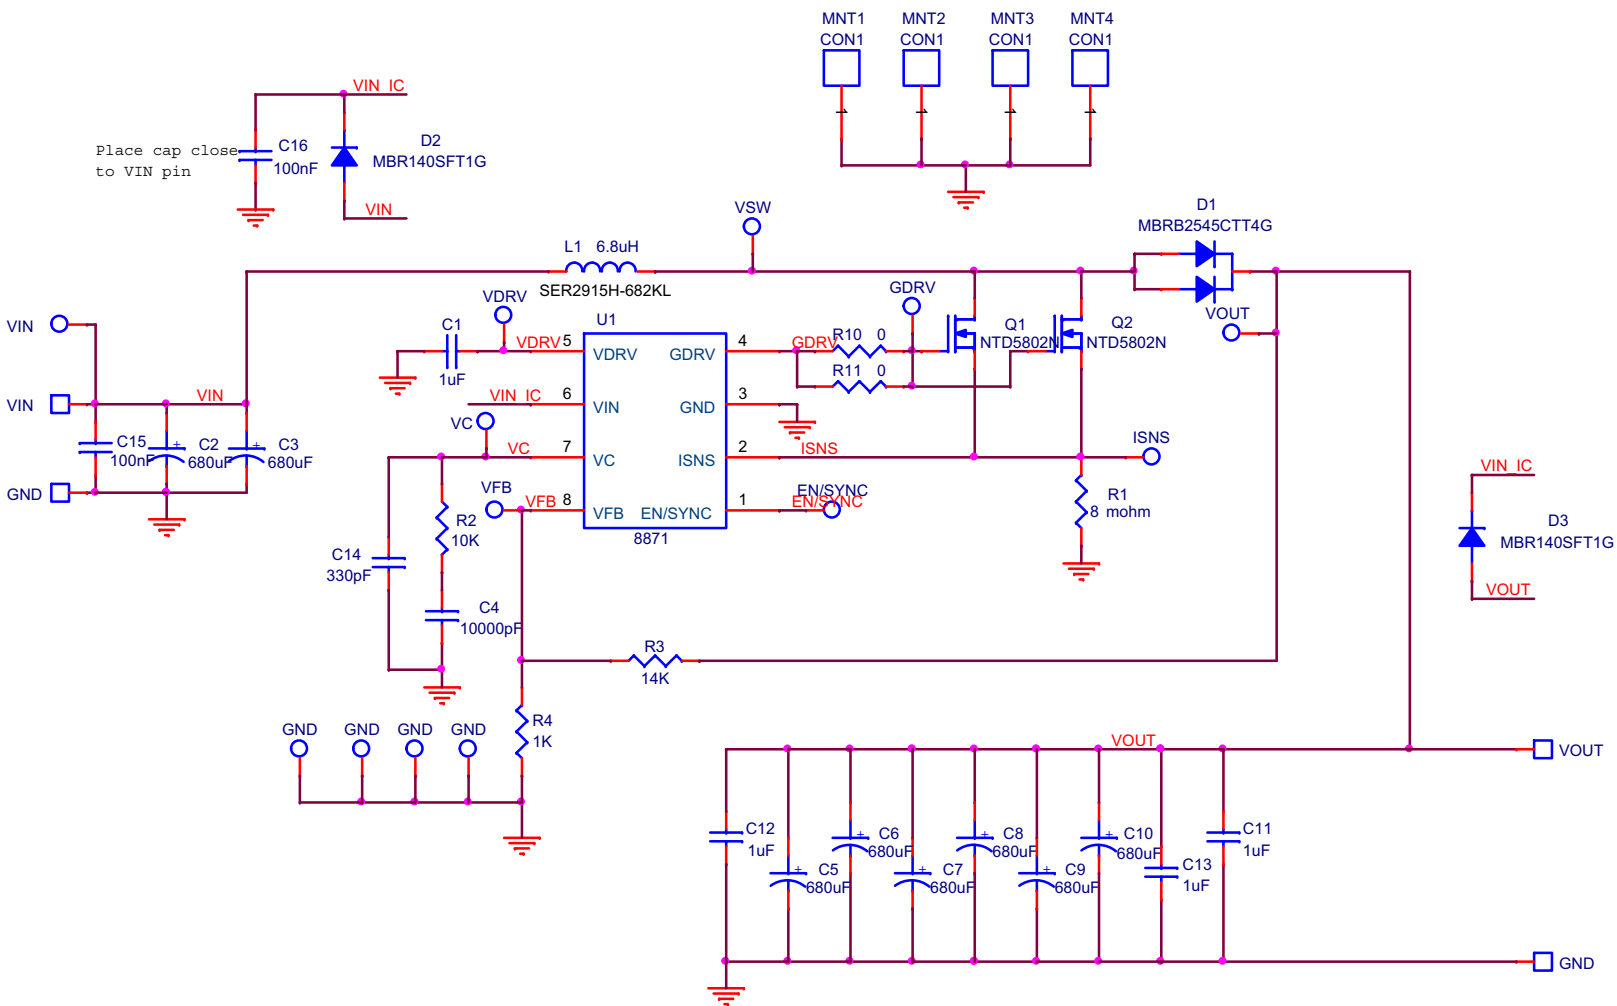 MNT1
CON1
MNT2
CON1
MNT3
CON1
MNT4
CON1
1
1
1
1
VIN_IC
Place cap close
to VIN pin
C16
100nF
D2
MBR140SFT1G
VIN
VSW
D1
MBRB2545CTT4G
L1 6.8uH
SER2915H-682KL
VDRV
GDRV
VOUT
VIN
C1
1uF
U1
VDRV 5
VDRV
GDRV
4
GDRV
R10 0
R11 0
Q1
NTD5802N
Q2
NTD5802N
VIN_IC
6
VIN
GND
3
VIN
VIN
VC
VC
7
VC
ISNS
2
ISNS
ISNS
C15
100nF
C2
680uF
C3
680uF
GND
VFB
VFB 8
VFB
EN/SYNC
1
EN/SYNC
EN/SYNC
8871
R1
8 mohm
R2
10K
C14
330pF
C4
10000pF
VIN_IC
D3
MBR140SFT1G
VOUT
R3
14K
R4
1K
GND
GND
GND
GND
VOUT
VOUT
C12
1uF
C5
680uF
C6
680uF
C7
680uF
C8
680uF
C9
680uF
C10
680uF
C13
1uF
C11
1uF
GND